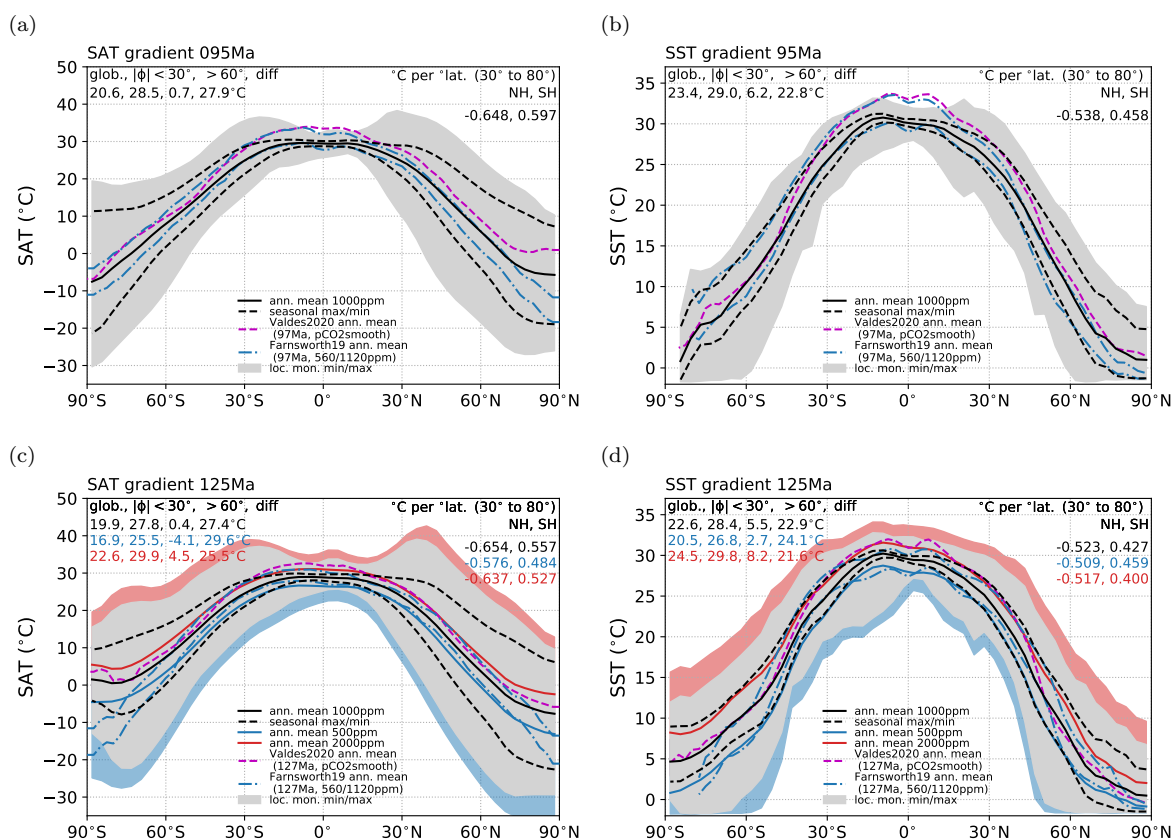 (a)
SAT gradient 095Ma
glob., |ϕ| < 30°, > 60°, diff
20.6, 28.5, 0.7, 27.9°C
°C per °lat. (30° to 80°)
NH, SH
-0.648, 0.597
SAT (°C)
50
40
30
20
10
0
−10
−20
−30
ann. mean 1000ppm
seasonal max/min
Valdes2020 ann. mean
(97Ma, pCO2smooth)
Farnsworth19 ann. mean
(97Ma, 560/1120ppm)
loc. mon. min/max
90°S 60°S 30°S 0° 30°N 60°N 90°N
(b)
SST gradient 95Ma
glob., |ϕ| < 30°, > 60°, diff
23.4, 29.0, 6.2, 22.8°C
°C per °lat. (30° to 80°)
NH, SH
-0.538, 0.458
SST (°C)
35
30
25
20
15
10
5
0
ann. mean 1000ppm
seasonal max/min
Valdes2020 ann. mean
(97Ma, pCO2smooth)
Farnsworth19 ann. mean
(97Ma, 560/1120ppm)
loc. mon. min/max
90°S 60°S 30°S 0° 30°N 60°N 90°N
(c)
SAT gradient 125Ma
glob., |ϕ| < 30°, > 60°, diff
19.9, 27.8, 0.4, 27.4°C
16.9, 25.5, -4.1, 29.6°C
22.6, 29.9, 4.5, 25.5°C
°C per °lat. (30° to 80°)
NH, SH
-0.654, 0.557
-0.576, 0.484
-0.637, 0.527
SAT (°C)
50
40
30
20
10
0
−10
−20
−30
ann. mean 1000ppm
seasonal max/min
ann. mean 500ppm
ann. mean 2000ppm
Valdes2020 ann. mean
(127Ma, pCO2smooth)
Farnsworth19 ann. mean
(127Ma, 560/1120ppm)
loc. mon. min/max
90°S 60°S 30°S 0° 30°N 60°N 90°N
(d)
SST gradient 125Ma
glob., |ϕ| < 30°, > 60°, diff
22.6, 28.4, 5.5, 22.9°C
20.5, 26.8, 2.7, 24.1°C
24.5, 29.8, 8.2, 21.6°C
°C per °lat. (30° to 80°)
NH, SH
-0.523, 0.427
-0.509, 0.459
-0.517, 0.400
SST (°C)
35
30
25
20
15
10
5
0
ann. mean 1000ppm
seasonal max/min
ann. mean 500ppm
ann. mean 2000ppm
Valdes2020 ann. mean
(127Ma, pCO2smooth)
Farnsworth19 ann. mean
(127Ma, 560/1120ppm)
loc. mon. min/max
90°S 60°S 30°S 0° 30°N 60°N 90°N